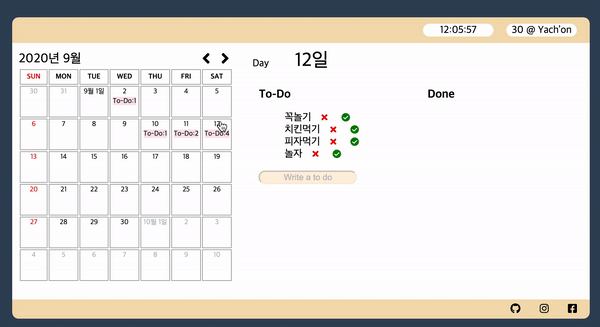 12:05:57 30 @ Yach'on
2020년 9월
SUN MON TUE WED THU FRI SAT
30 31 9월 1일 2 3 4 5
To-Do:1
6 7 8 9 10 11 12
To-Do:1 To-Do:2 To-Do:4
13 14 15 16 17 18 19
20 21 22 23 24 25 26
27 28 29 30 10월 1일 2 3
4 5 6 7 8 9 10
Day 12일
To-Do Done
꼭놀기
치킨먹기
피자먹기
놀자
Write a to do